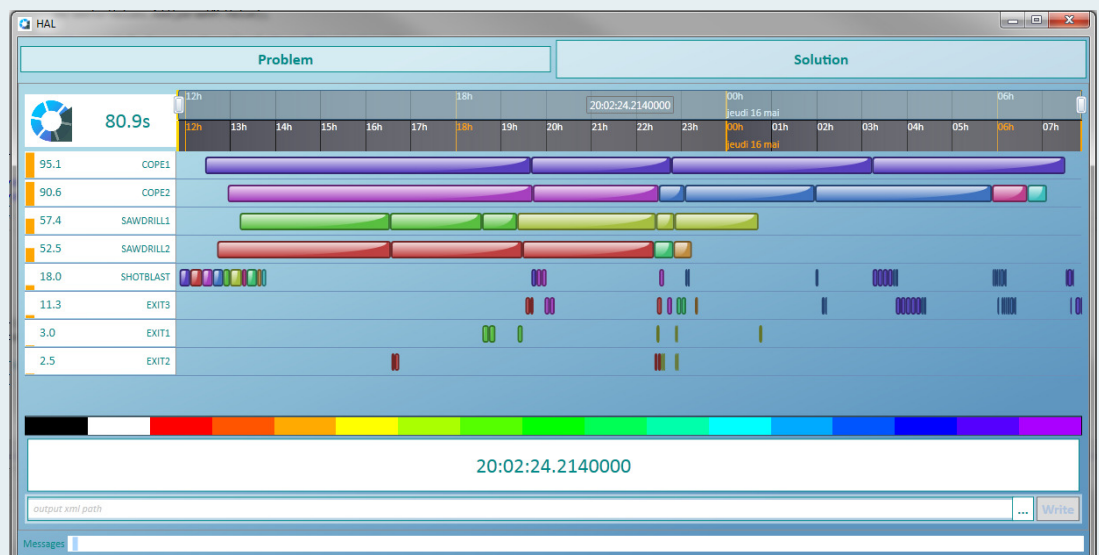 HAL
Problem
Solution
80.9s
12h 18h 00h 06h
20:02:24.2140000
jeudi 16 mai
12h 13h 14h 15h 16h 17h 18h 19h 20h 21h 22h 23h 00h 01h 02h 03h 04h 05h 06h 07h
jeudi 16 mai
95.1 COPE1
90.6 COPE2
57.4 SAWDRILL1
52.5 SAWDRILL2
18.0 SHOTBLAST
11.3 EXIT3
3.0 EXIT1
2.5 EXIT2
20:02:24.2140000
output xml path ... Write
Messages